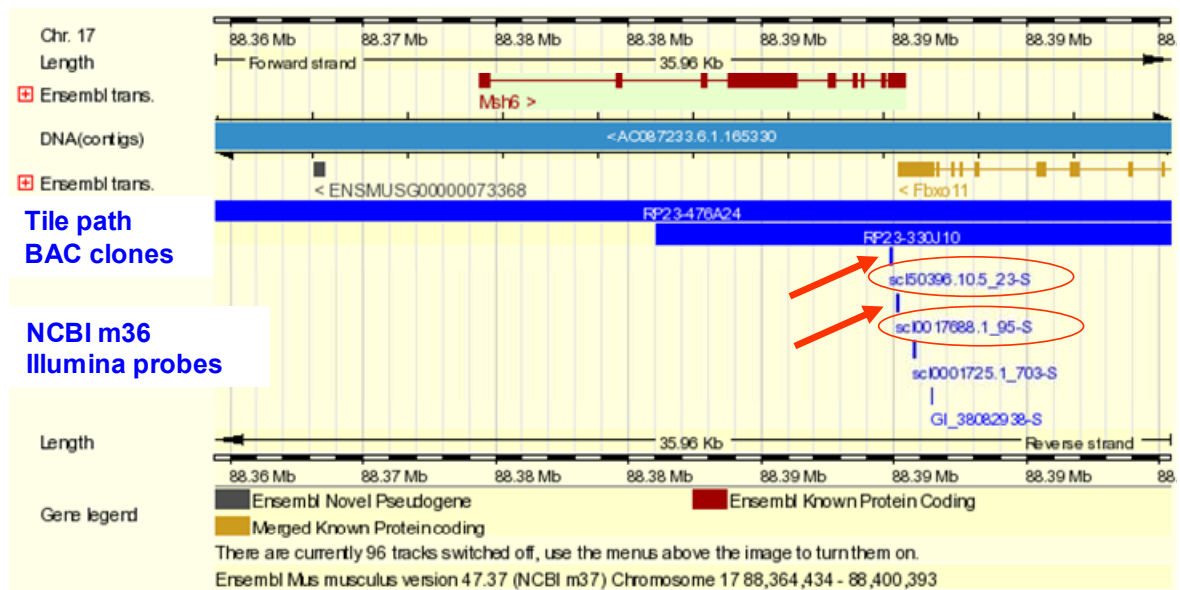 Chr. 17
88.36 Mb 88.37 Mb 88.38 Mb 88.38 Mb 88.39 Mb 88.39 Mb 88.39 Mb 88.
Length
Forward strand 35.96 Kb
Ensembl trans.
Msh6 >
DNA(contigs)
<AC087233.6.1.165330
Ensembl trans.
< ENSMUSG00000073368
< Fbxo11
Tile path
BAC clones
RP23-476A24
RP23-330J10
scl50396.10.5_23-S
NCBI m36
Illumina probes
scl0017688.1_95-S
scl0001725.1_703-S
GI_38082938-S
Length
35.96 Kb Reverse strand
88.36 Mb 88.37 Mb 88.38 Mb 88.38 Mb 88.39 Mb 88.39 Mb 88.39 Mb 88.
Gene legend
Ensembl Novel Pseudogene
Ensembl Known Protein Coding
Merged Known Protein coding
There are currently 96 tracks switched off, use the menus above the image to turn them on.
Ensembl Mus musculus version 47.37 (NCBI m37) Chromosome 17 88,364,434 - 88,400,393